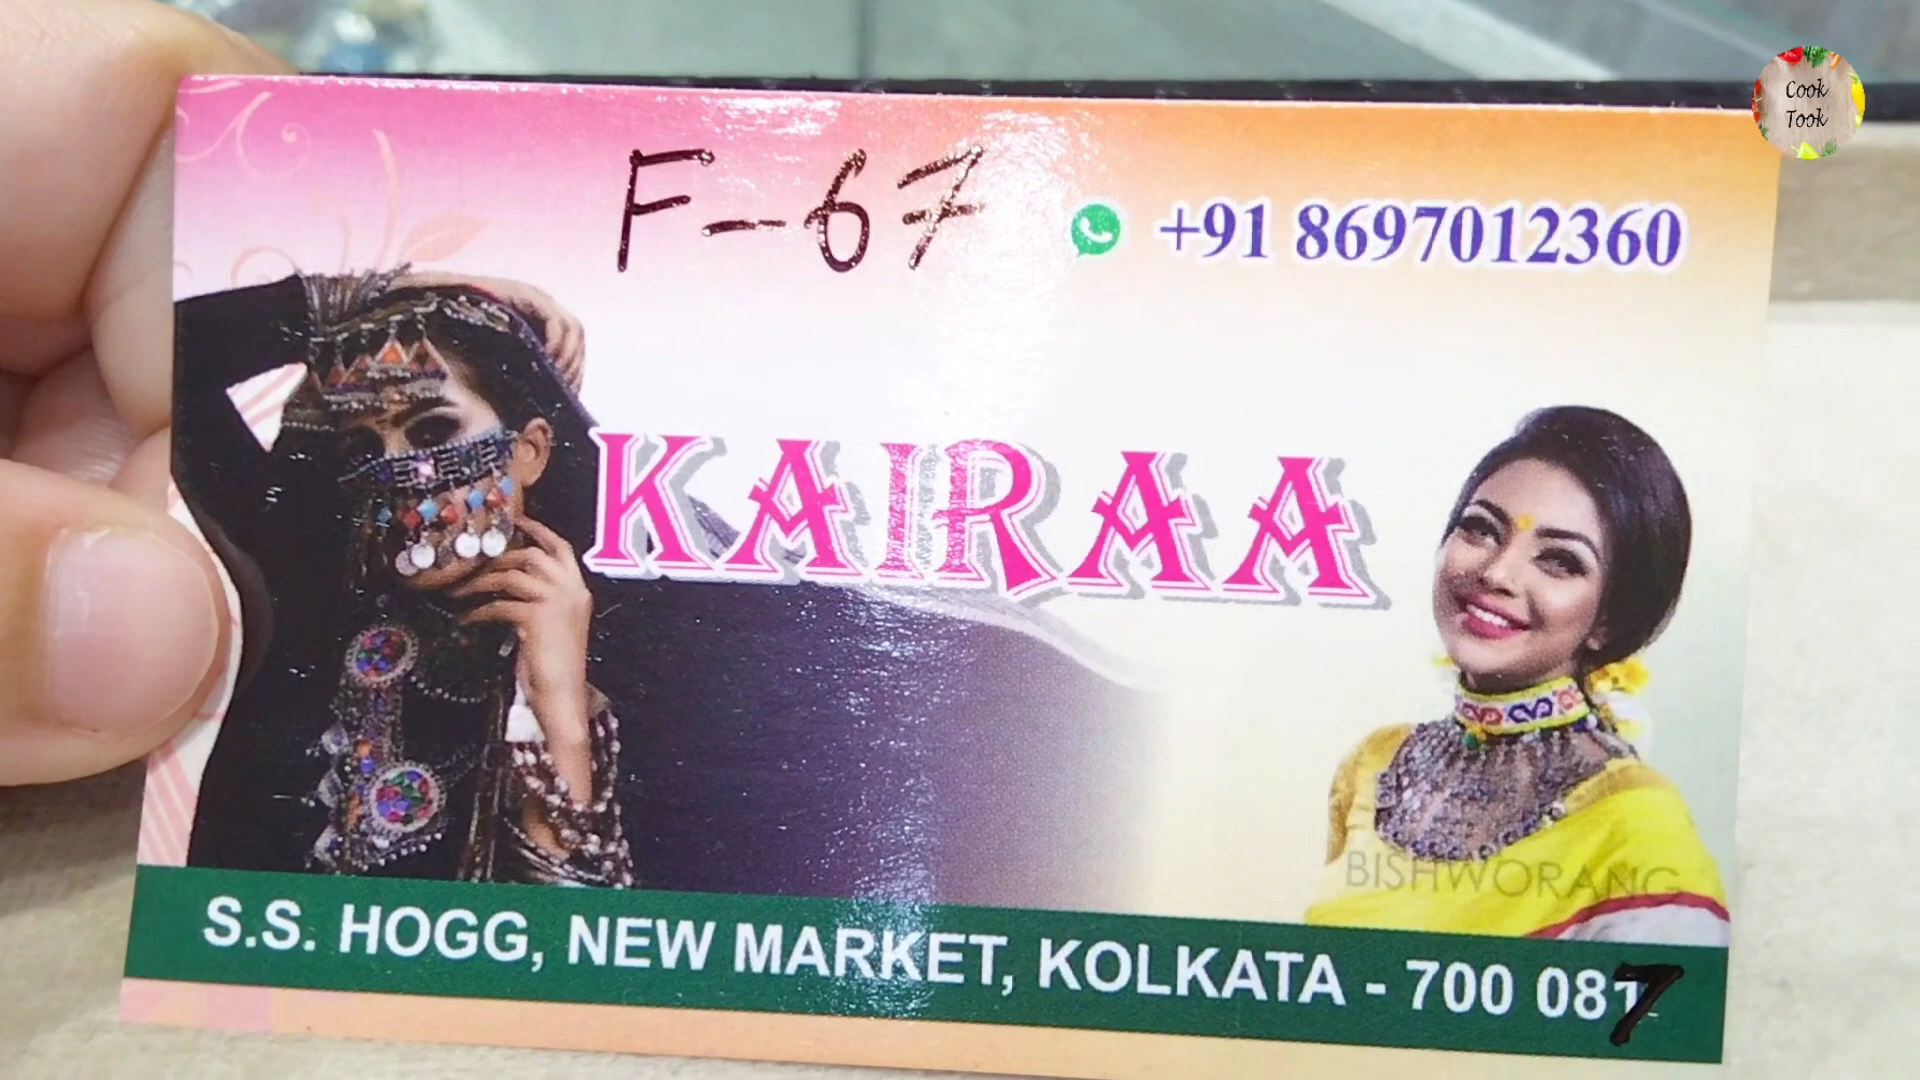 Cook
Took
F-67
+91 8697012360
KAIRAA
BISHWORANG
S.S. HOGG, NEW MARKET, KOLKATA - 700 087